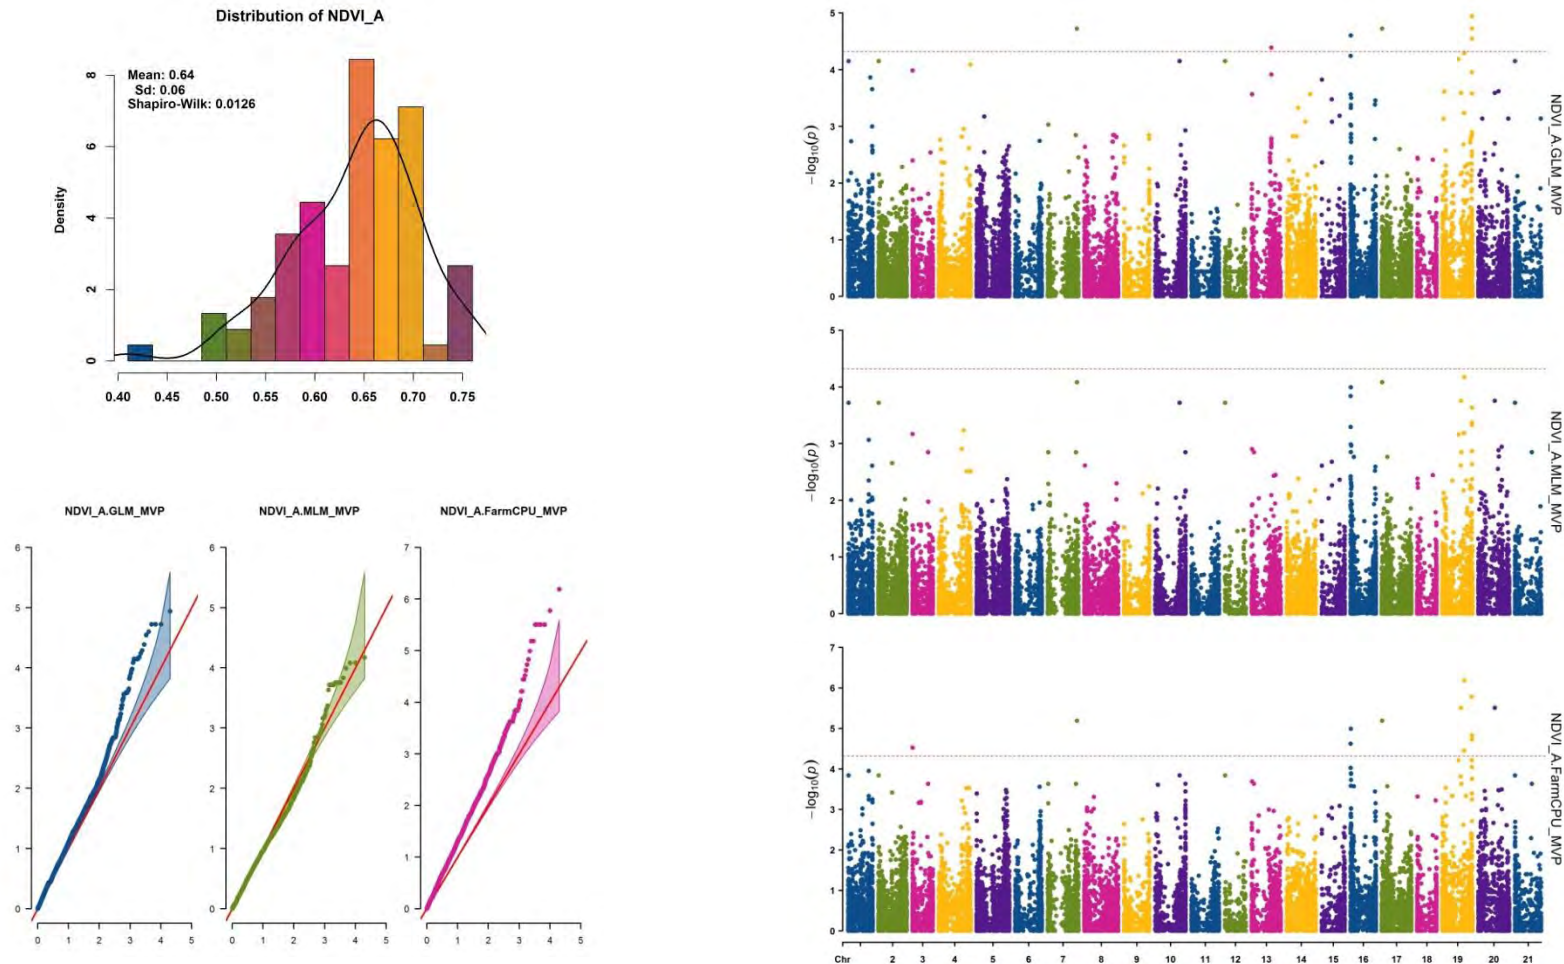 Distribution of NDVI_A
Mean: 0.64
Sd: 0.06
Shapiro-Wilk: 0.0126
Density
0
2
4
6
8
0.40 0.45 0.50 0.55 0.60 0.65 0.70 0.75
NDVI_A.GLM_MVP
0
1
2
3
4
5
6
0 1 2 3 4 5
NDVI_A.MLM_MVP
0
1
2
3
4
5
6
0 1 2 3 4 5
NDVI_A.FarmCPU_MVP
0
1
2
3
4
5
6
7
0 1 2 3 4 5
5
4
3
2
1
0
−log10(p)
NDVI_A.GLM_MVP
5
4
3
2
1
0
−log10(p)
NDVI_A.MLM_MVP
7
6
5
4
3
2
1
0
−log10(p)
NDVI_A.FarmCPU_MVP
Chr 2 3 4 5 6 7 8 9 10 11 12 13 14 15 16 17 18 19 20 21